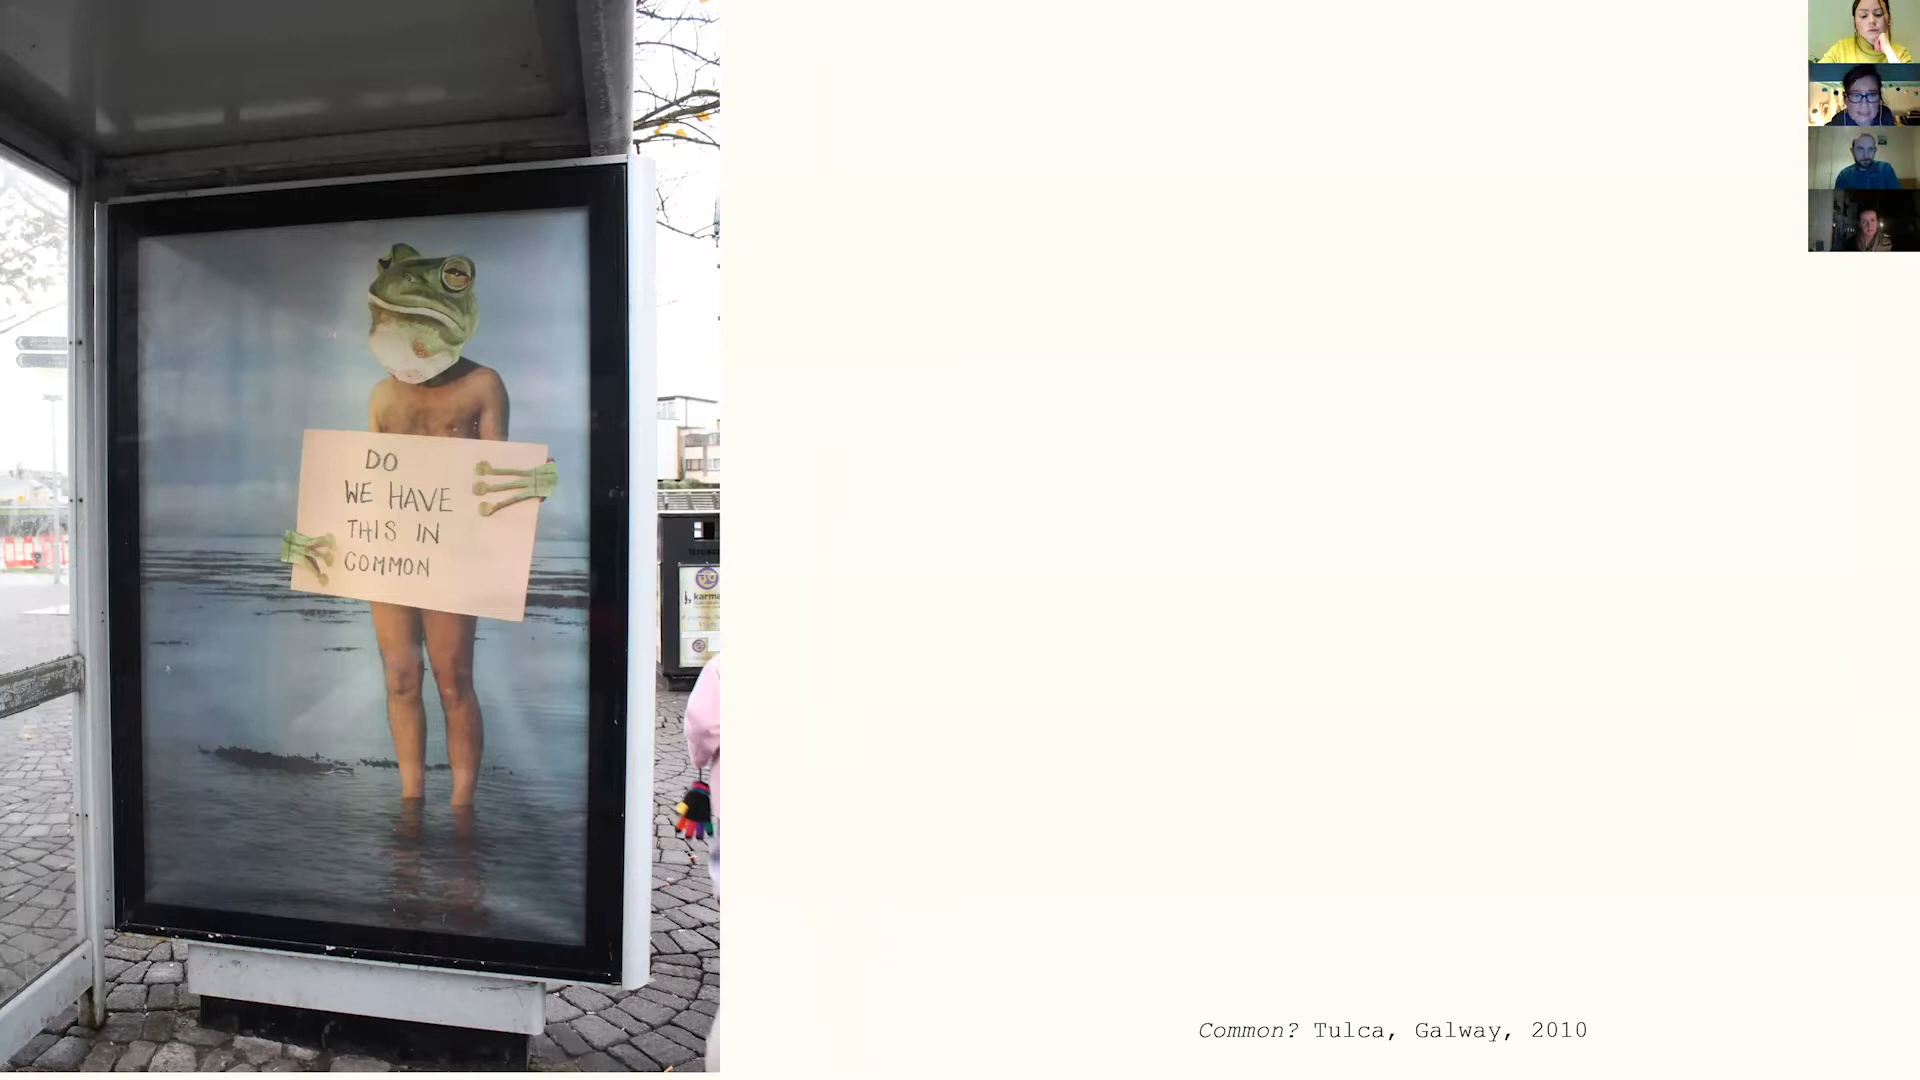 DO
WE HAVE
THIS IN
COMMON
karma
Common? Tulca, Galway, 2010